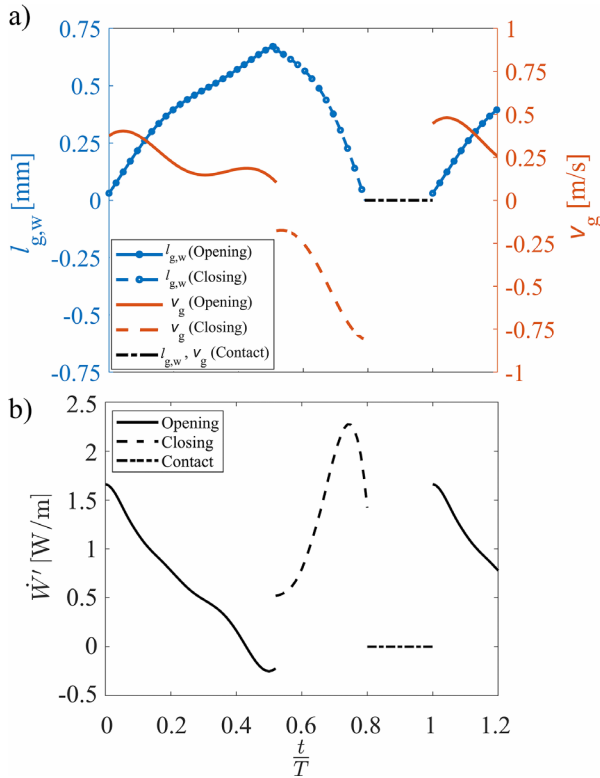 a)
0.75
0.5
0.25
0
-0.25
-0.5
-0.75
l_g,w [mm]
1
0.75
0.5
0.25
0
-0.25
-0.5
-0.75
-1
v_g [m/s]
l_g,w (Opening)
l_g,w (Closing)
v_g (Opening)
v_g (Closing)
l_g,w , v_g (Contact)
b)
2.5
2
1.5
1
0.5
0
-0.5
Ẇ′ [W/m]
Opening
Closing
Contact
0 0.2 0.4 0.6 0.8 1 1.2
t/T